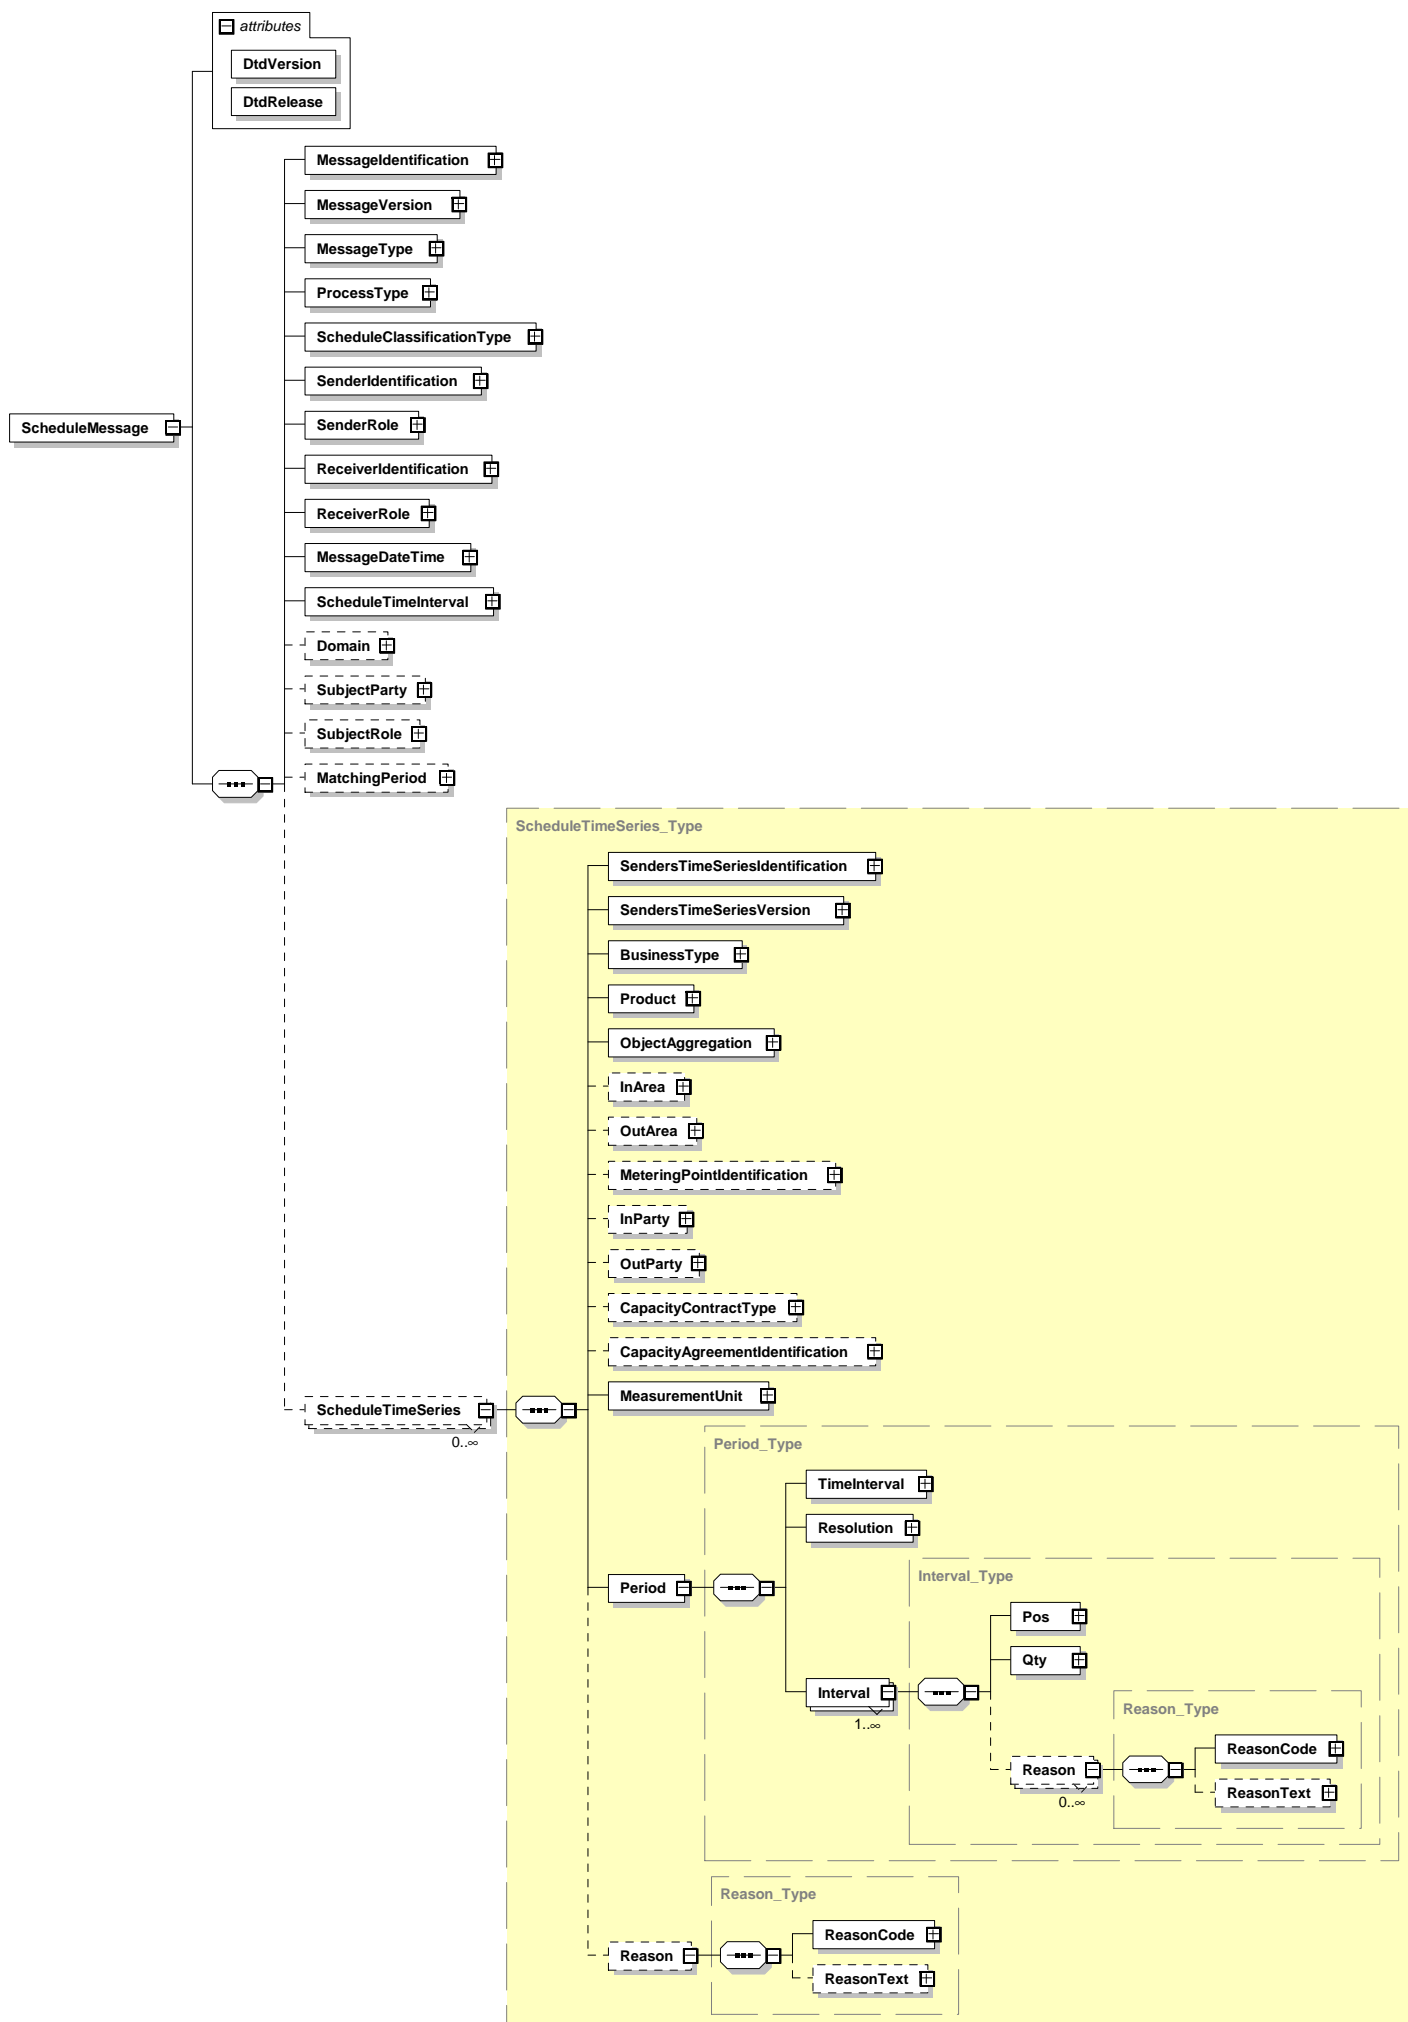 attributes
DtdVersion
DtdRelease
MessageIdentification
MessageVersion
MessageType
ProcessType
ScheduleClassificationType
SenderIdentification
SenderRole
ScheduleMessage
ReceiverIdentification
ReceiverRole
MessageDateTime
ScheduleTimeInterval
Domain
SubjectParty
SubjectRole
MatchingPeriod
ScheduleTimeSeries_Type
SendersTimeSeriesIdentification
SendersTimeSeriesVersion
BusinessType
Product
ObjectAggregation
InArea
OutArea
MeteringPointIdentification
InParty
OutParty
CapacityContractType
CapacityAgreementIdentification
MeasurementUnit
ScheduleTimeSeries
0..∞
Period_Type
TimeInterval
Resolution
Interval_Type
Period
Pos
Qty
Interval
1..∞
Reason_Type
ReasonCode
Reason
0..∞
ReasonText
Reason_Type
ReasonCode
Reason
ReasonText